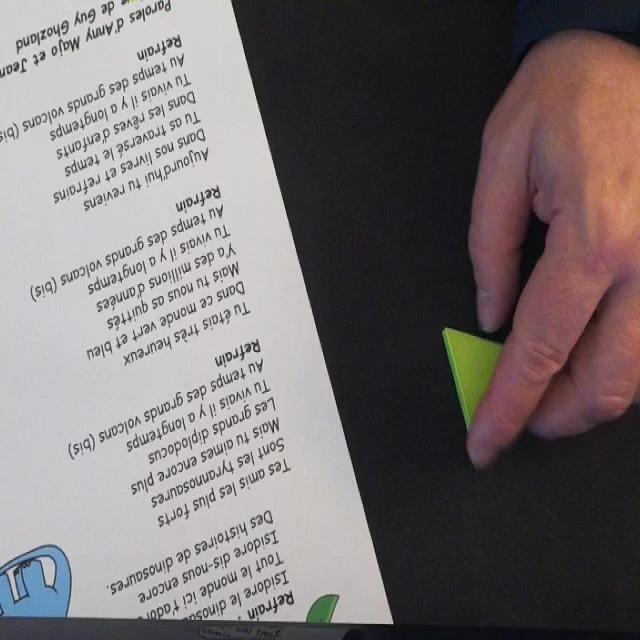 Refrain
Isidore le dinosau
Tout le monde ici t'ador
Isidore dis-nous encore
Des histoires de dinosaures.
Tes amis les plus forts
Sont les tyrannosaures
Mais tu aimes encore plus
Les grands diplodocus
Tu vivais il y a longtemps
Au temps des grands volcans (bis)
Refrain
Tu étais très heureux
Dans ce monde vert et bleu
Mais tu nous as quittés
Y'a des millions d'années
Tu vivais il y a longtemps
Au temps des grands volcans (bis)
Refrain
Aujourd'hui tu reviens
Dans nos livres et refrains
Tu as traversé le temps
Dans les rêves d'enfants
Tu vivais il y a longtemps
Au temps des grands volcans (bis
Refrain
Paroles d'Anny Majo et Jean
de Guy Ghozland